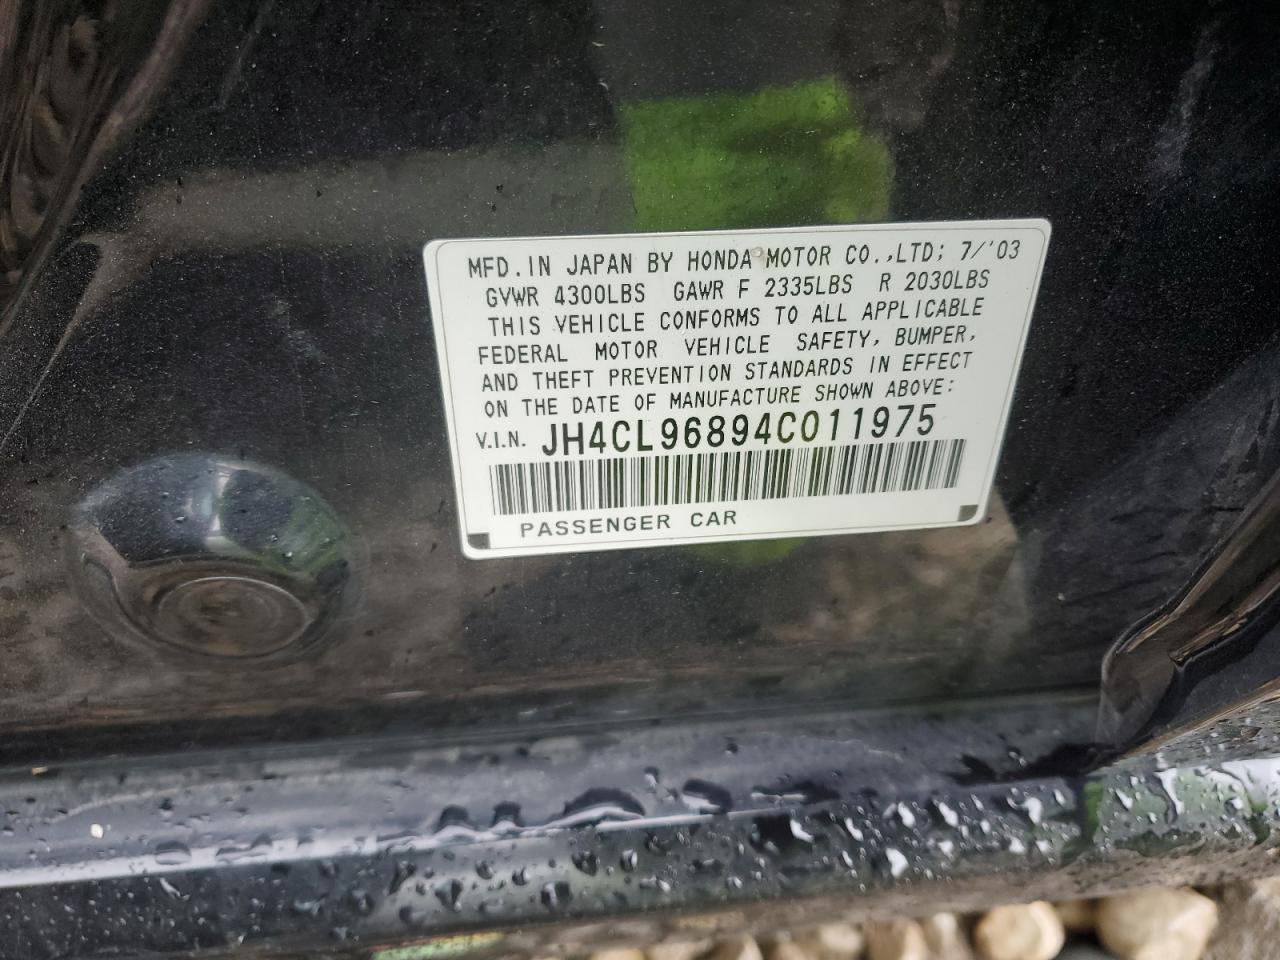 MFD. IN JAPAN BY HONDA MOTOR CO.,LTD; 7/'03
GVWR 4300LBS GAWR F 2335LBS R 2030LBS
THIS VEHICLE CONFORMS TO ALL APPLICABLE
FEDERAL MOTOR VEHICLE SAFETY, BUMPER,
AND THEFT PREVENTION STANDARDS IN EFFECT
ON THE DATE OF MANUFACTURE SHOWN ABOVE:
V.I.N. JH4CL96894C011975
PASSENGER CAR